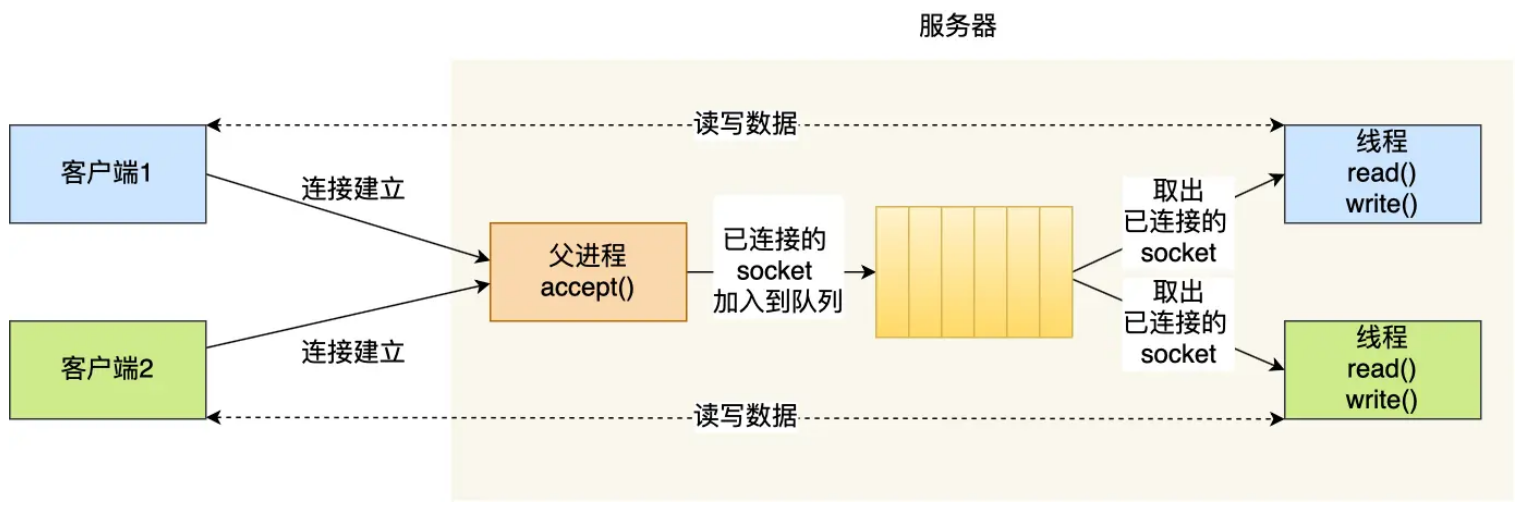 服务器
读写数据
客户端1
连接建立
父进程
accept()
已连接的
socket
加入到队列
取出
已连接的
socket
线程
read()
write()
客户端2
连接建立
取出
已连接的
socket
线程
read()
write()
读写数据